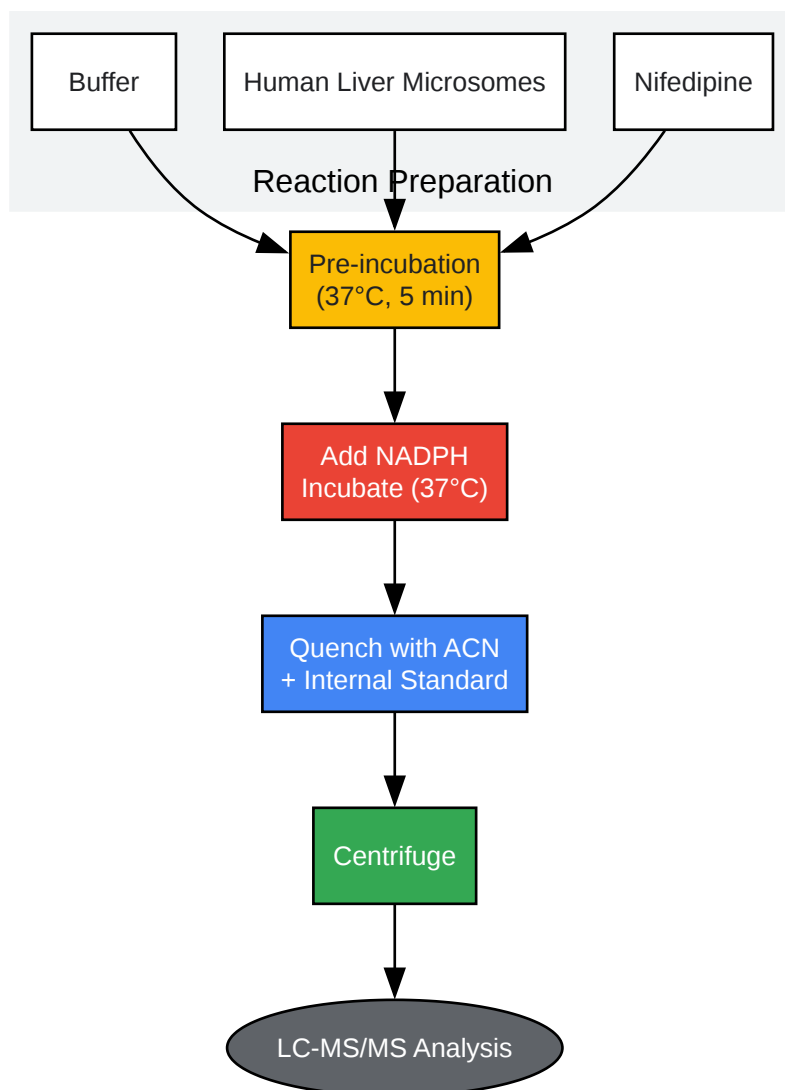 Buffer
Human Liver Microsomes
Nifedipine
Reaction Preparation
Pre-incubation
(37°C, 5 min)
Add NADPH
Incubate (37°C)
Quench with ACN
+ Internal Standard
Centrifuge
LC-MS/MS Analysis